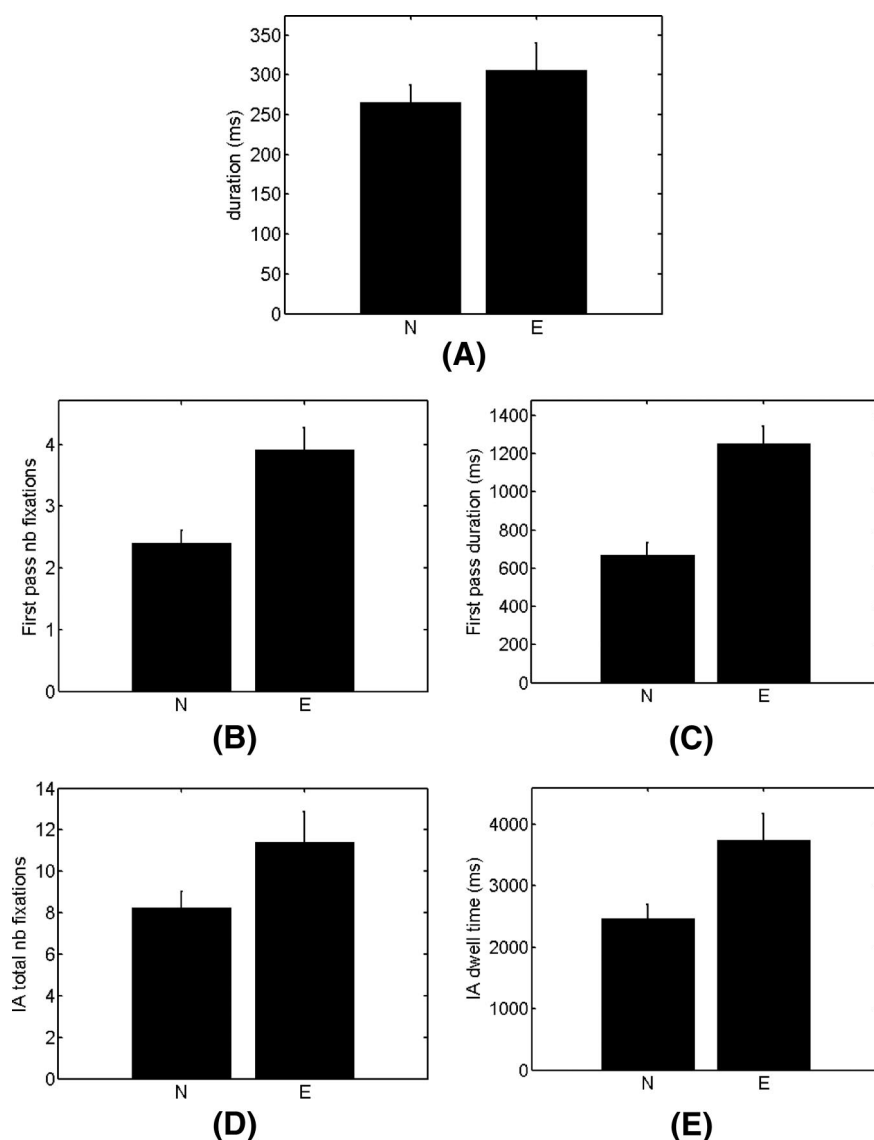 duration (ms)
350
300
250
200
150
100
50
0
N E
(A)
First pass nb fixations
4
3
2
1
0
N E
(B)
First pass duration (ms)
1400
1200
1000
800
600
400
200
0
N E
(C)
IA total nb fixations
14
12
10
8
6
4
2
0
N E
(D)
IA dwell time (ms)
4000
3000
2000
1000
0
N E
(E)